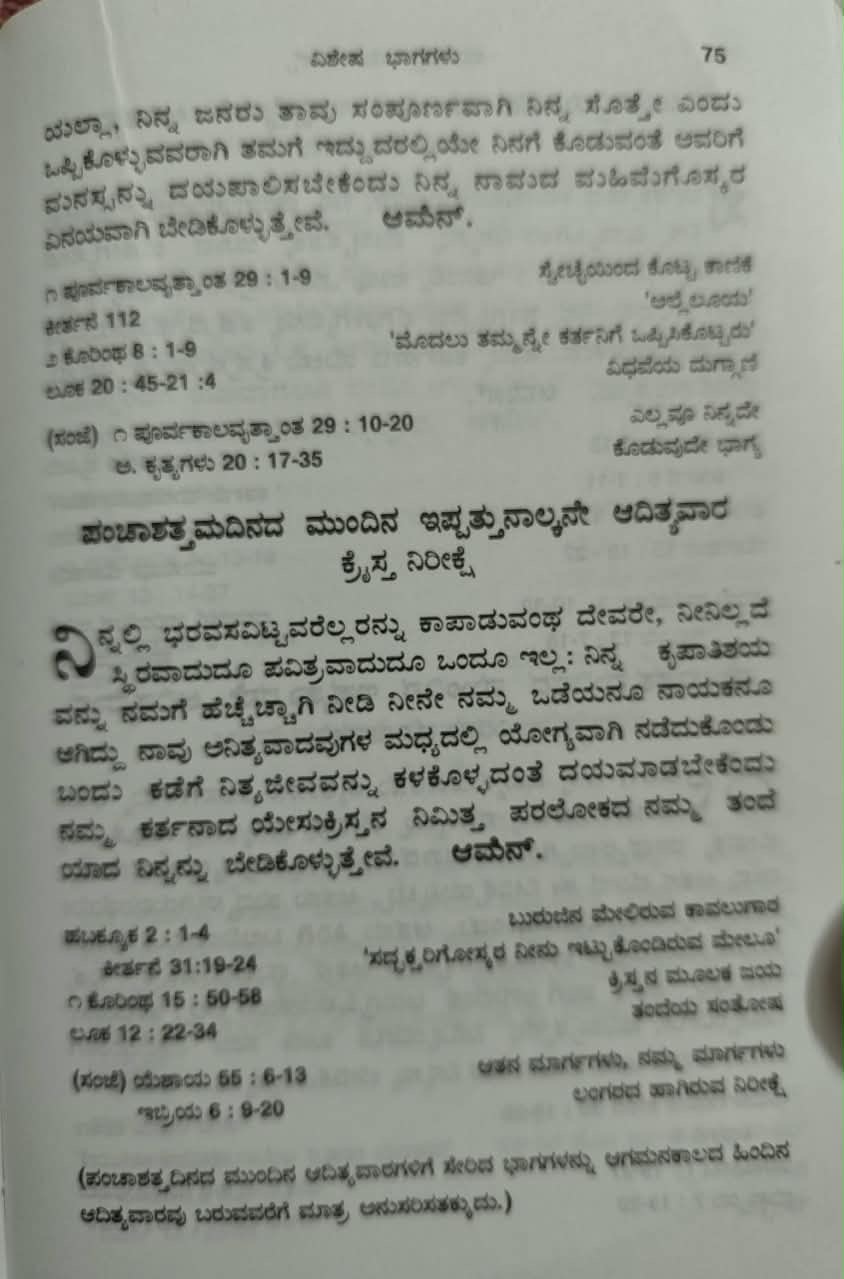 ವಿಶೇಷ ಭಾಗಗಳು 75
ಯಲ್ಲಾ, ನಿನ್ನ ಜನರು ತಾವು ಸಂಪೂರ್ಣವಾಗಿ ನಿನ್ನ ಸೊತ್ತೇ ಎಂದು
ಒಪ್ಪಿಕೊಳ್ಳುವವರಾಗಿ ತಮಗೆ ಇದ್ದುದರಲ್ಲಿಯೇ ನಿನಗೆ ಕೊಡುವಂತೆ ಅವರಿಗೆ
ಮನಸ್ಸನ್ನು ದಯಪಾಲಿಸಬೇಕೆಂದು ನಿನ್ನ ನಾಮದ ಮಹಿಮೆಗೋಸ್ಕರ
ವಿನಯವಾಗಿ ಬೇಡಿಕೊಳ್ಳುತ್ತೇವೆ. ಆಮೆನ್.
೧ ಪೂರ್ವಕಾಲವೃತ್ತಾಂತ 29 : 1-9 ಸ್ವೇಚ್ಛೆಯಿಂದ ಕೊಟ್ಟ ಕಾಣಿಕೆ
ಕೀರ್ತನೆ 112 'ಅಲ್ಲೆಲೂಯ'
೨ ಕೊರಿಂಥ 8 : 1-9 'ಮೊದಲು ತಮ್ಮನ್ನೇ ಕರ್ತನಿಗೆ ಒಪ್ಪಿಸಿಕೊಟ್ಟರು'
ಲೂಕ 20 : 45-21 :4 ವಿಧವೆಯ ದುಗ್ಗಾಣಿ
(ಸಂಜೆ) ೧ ಪೂರ್ವಕಾಲವೃತ್ತಾಂತ 29 : 10-20 ಎಲ್ಲವೂ ನಿನ್ನದೇ
ಅ. ಕೃತ್ಯಗಳು 20 : 17-35 ಕೊಡುವುದೇ ಭಾಗ್ಯ
ಪಂಚಾಶತ್ತಮದಿನದ ಮುಂದಿನ ಇಪ್ಪತ್ತುನಾಲ್ಕನೇ ಆದಿತ್ಯವಾರ
ಕ್ರೈಸ್ತ ನಿರೀಕ್ಷೆ
ನಿನ್ನಲ್ಲಿ ಭರವಸವಿಟ್ಟವರೆಲ್ಲರನ್ನು ಕಾಪಾಡುವಂಥ ದೇವರೇ, ನೀನಿಲ್ಲದೆ
ಸ್ಥಿರವಾದುದೂ ಪವಿತ್ರವಾದುದೂ ಒಂದೂ ಇಲ್ಲ: ನಿನ್ನ ಕೃಪಾತಿಶಯ
ವನ್ನು ನಮಗೆ ಹೆಚ್ಚೆಚ್ಚಾಗಿ ನೀಡಿ ನೀನೇ ನಮ್ಮ ಒಡೆಯನೂ ನಾಯಕನೂ
ಆಗಿದ್ದು ನಾವು ಅನಿತ್ಯವಾದವುಗಳ ಮಧ್ಯದಲ್ಲಿ ಯೋಗ್ಯವಾಗಿ ನಡೆದುಕೊಂಡು
ಬಂದು ಕಡೆಗೆ ನಿತ್ಯಜೀವವನ್ನು ಕಳಕೊಳ್ಳದಂತೆ ದಯಮಾಡಬೇಕೆಂದು
ನಮ್ಮ ಕರ್ತನಾದ ಯೇಸುಕ್ರಿಸ್ತನ ನಿಮಿತ್ತ ಪರಲೋಕದ ನಮ್ಮ ತಂದೆ
ಯಾದ ನಿನ್ನನ್ನು ಬೇಡಿಕೊಳ್ಳುತ್ತೇವೆ. ಆಮೆನ್.
ಹಬಕ್ಕೂಕ 2 : 1-4 ಬುರುಜಿನ ಮೇಲಿರುವ ಕಾವಲುಗಾರ
ಕೀರ್ತನೆ 31:19-24 'ಸದ್ಭಕ್ತರಿಗೋಸ್ಕರ ನೀನು ಇಟ್ಟುಕೊಂಡಿರುವ ಮೇಲೂ'
೧ ಕೊರಿಂಥ 15 : 50-58 ಕ್ರಿಸ್ತನ ಮೂಲಕ ಜಯ
ಲೂಕ 12 : 22-34 ತಂದೆಯ ಸಂತೋಷ
(ಸಂಜೆ) ಯೆಶಾಯ 55 : 6-13 ಆತನ ಮಾರ್ಗಗಳು, ನಮ್ಮ ಮಾರ್ಗಗಳು
ಇಬ್ರಿಯ 6 : 9-20 ಲಂಗರದ ಹಾಗಿರುವ ನಿರೀಕ್ಷೆ
(ಪಂಚಾಶತ್ತದಿನದ ಮುಂದಿನ ಆದಿತ್ಯವಾರಗಳಿಗೆ ಸೇರಿದ ಭಾಗಗಳನ್ನು ಆಗಮನಕಾಲದ ಹಿಂದಿನ
ಆದಿತ್ಯವಾರವು ಬರುವವರೆಗೆ ಮಾತ್ರ ಅನುಸರಿಸತಕ್ಕದು.)